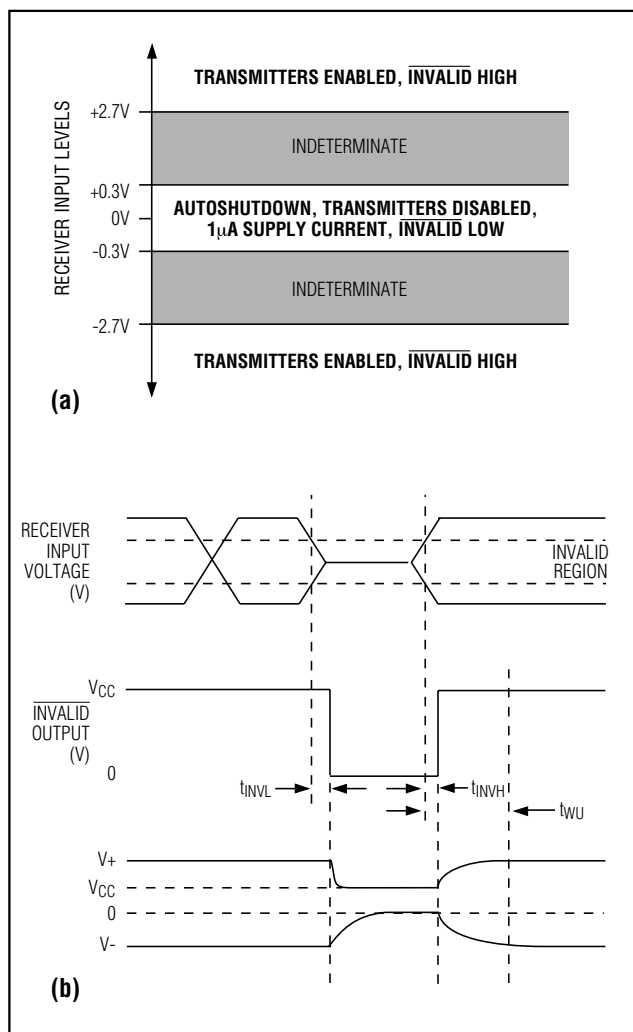 TRANSMITTERS ENABLED, INVALID HIGH
RECEIVER INPUT LEVELS
+2.7V
INDETERMINATE
+0.3V
AUTOSHUTDOWN, TRANSMITTERS DISABLED,
0V
1µA SUPPLY CURRENT, INVALID LOW
-0.3V
INDETERMINATE
-2.7V
TRANSMITTERS ENABLED, INVALID HIGH
(a)
RECEIVER
INPUT
VOLTAGE
(V)
INVALID
REGION
VCC
INVALID
OUTPUT
(V)
0
tINVL
tINVH
tWU
V+
VCC
0
V-
(b)